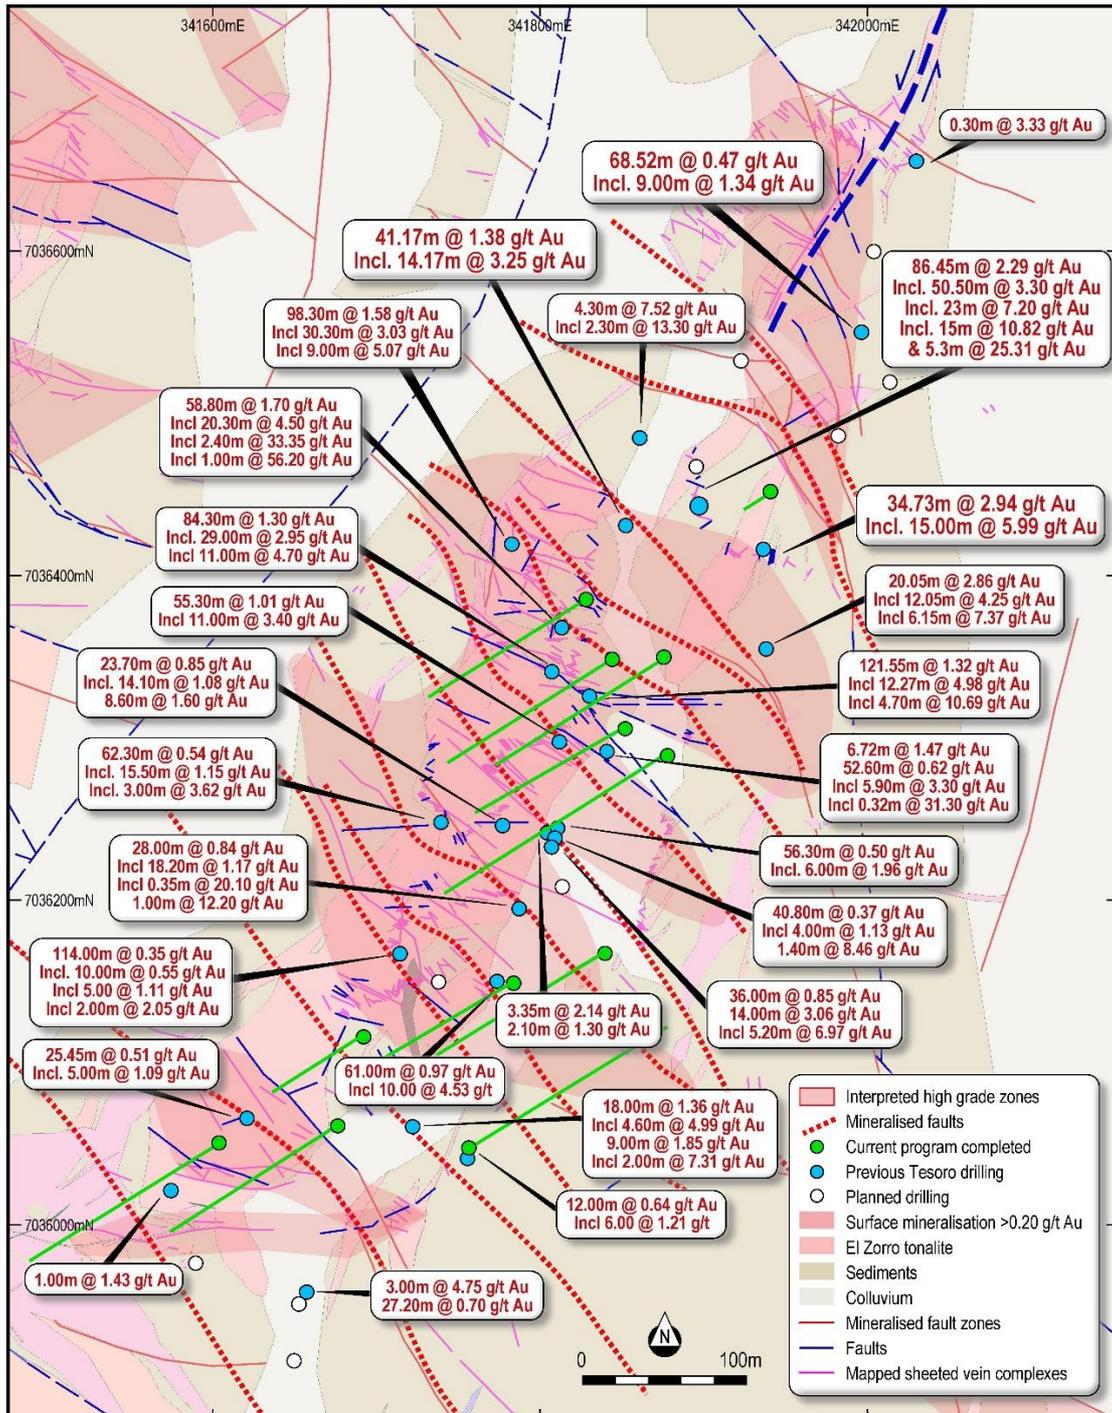 341600mE
341800mE
342000mE
0.30m @ 3.33 g/t Au
68.52m @ 0.47 g/t Au
Incl. 9.00m @ 1.34 g/t Au
41.17m @ 1.38 g/t Au
Incl. 14.17m @ 3.25 g/t Au
7036600mN
86.45m @ 2.29 g/t Au
Incl. 50.50m @ 3.30 g/t Au
Incl. 23m @ 7.20 g/t Au
Incl. 15m @ 10.82 g/t Au
& 5.3m @ 25.31 g/t Au
98.30m @ 1.58 g/t Au
Incl 30.30m @ 3.03 g/t Au
Incl 9.00m @ 5.07 g/t Au
4.30m @ 7.52 g/t Au
Incl 2.30m @ 13.30 g/t Au
58.80m @ 1.70 g/t Au
Incl 20.30m @ 4.50 g/t Au
Incl 2.40m @ 33.35 g/t Au
Incl 1.00m @ 56.20 g/t Au
34.73m @ 2.94 g/t Au
Incl. 15.00m @ 5.99 g/t Au
84.30m @ 1.30 g/t Au
Incl. 29.00m @ 2.95 g/t Au
Incl 11.00m @ 4.70 g/t Au
7036400mN
20.05m @ 2.86 g/t Au
Incl 12.05m @ 4.25 g/t Au
Incl 6.15m @ 7.37 g/t Au
55.30m @ 1.01 g/t Au
Incl 11.00m @ 3.40 g/t Au
23.70m @ 0.85 g/t Au
Incl. 14.10m @ 1.08 g/t Au
8.60m @ 1.60 g/t Au
121.55m @ 1.32 g/t Au
Incl 12.27m @ 4.98 g/t Au
Incl 4.70m @ 10.69 g/t Au
62.30m @ 0.54 g/t Au
Incl. 15.50m @ 1.15 g/t Au
Incl. 3.00m @ 3.62 g/t Au
6.72m @ 1.47 g/t Au
52.60m @ 0.62 g/t Au
Incl 5.90m @ 3.30 g/t Au
Incl 0.32m @ 31.30 g/t Au
28.00m @ 0.84 g/t Au
Incl 18.20m @ 1.17 g/t Au
Incl 0.35m @ 20.10 g/t Au
1.00m @ 12.20 g/t Au
56.30m @ 0.50 g/t Au
Incl. 6.00m @ 1.96 g/t Au
7036200mN
40.80m @ 0.37 g/t Au
Incl 4.00m @ 1.13 g/t Au
1.40m @ 8.46 g/t Au
114.00m @ 0.35 g/t Au
Incl. 10.00m @ 0.55 g/t Au
Incl 5.00 @ 1.11 g/t Au
Incl 2.00m @ 2.05 g/t Au
3.35m @ 2.14 g/t Au
2.10m @ 1.30 g/t Au
36.00m @ 0.85 g/t Au
14.00m @ 3.06 g/t Au
Incl 5.20m @ 6.97 g/t Au
25.45m @ 0.51 g/t Au
Incl. 5.00m @ 1.09 g/t Au
61.00m @ 0.97 g/t Au
Incl 10.00 @ 4.53 g/t
18.00m @ 1.36 g/t Au
Incl 4.60m @ 4.99 g/t Au
9.00m @ 1.85 g/t Au
Incl 2.00m @ 7.31 g/t Au
12.00m @ 0.64 g/t Au
Incl 6.00 @ 1.21 g/t
7036000mN
1.00m @ 1.43 g/t Au
3.00m @ 4.75 g/t Au
27.20m @ 0.70 g/t Au
N
0 100m
Interpreted high grade zones
Mineralised faults
Current program completed
Previous Tesoro drilling
Planned drilling
Surface mineralisation >0.20 g/t Au
El Zorro tonalite
Sediments
Colluvium
Mineralised fault zones
Faults
Mapped sheeted vein complexes